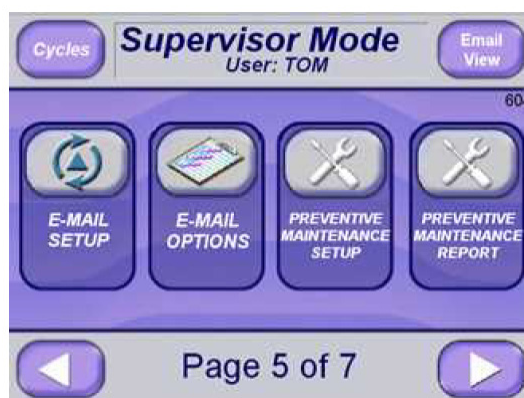 Cycles
Supervisor Mode
User: TOM
Email
View
E-MAIL
SETUP
E-MAIL
OPTIONS
PREVENTIVE
MAINTENANCE
SETUP
PREVENTIVE
MAINTENANCE
REPORT
Page 5 of 7